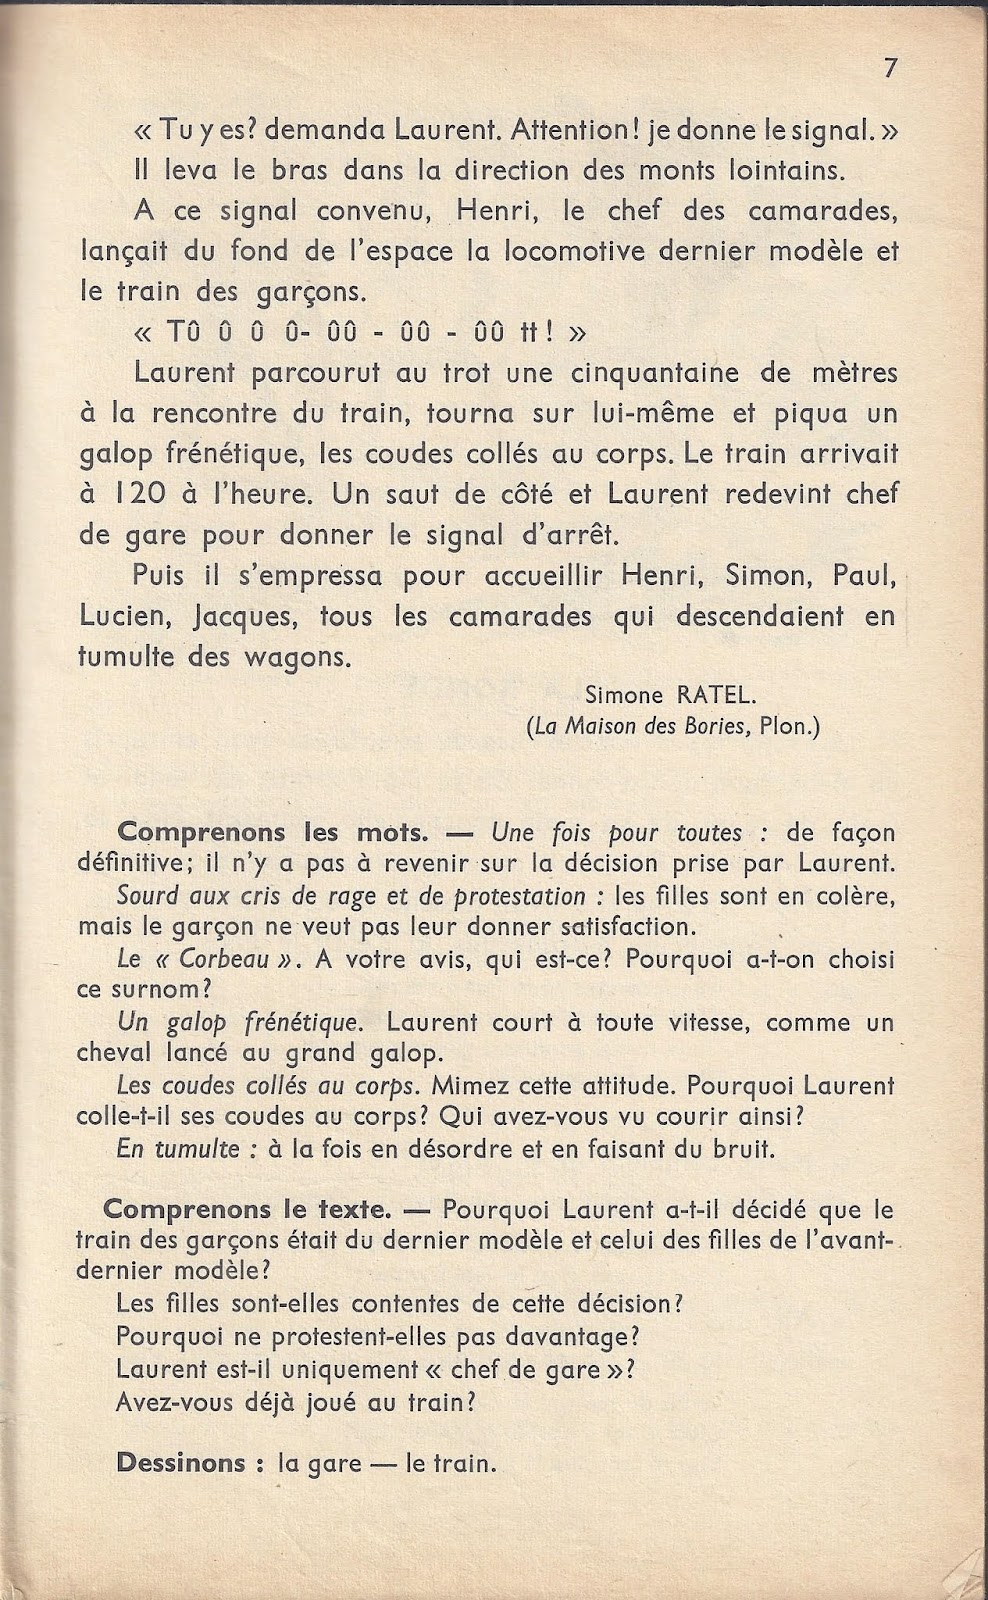 7
« Tu y es? demanda Laurent. Attention! je donne le signal. »
Il leva le bras dans la direction des monts lointains.
A ce signal convenu, Henri, le chef des camarades,
lançait du fond de l'espace la locomotive dernier modèle et
le train des garçons.
« TÛ Û Û Û- ÛÛ - ÛÛ - ÛÛ tt! »
Laurent parcourut au trot une cinquantaine de mètres
à la rencontre du train, tourna sur lui-même et piqua un
galop frénétique, les coudes collés au corps. Le train arrivait
à 120 à l'heure. Un saut de côté et Laurent redevint chef
de gare pour donner le signal d'arrêt.
Puis il s'empressa pour accueillir Henri, Simon, Paul,
Lucien, Jacques, tous les camarades qui descendaient en
tumulte des wagons.
Simone RATEL.
(La Maison des Bories, Plon.)
Comprenons les mots. — Une fois pour toutes : de façon
définitive; il n'y a pas à revenir sur la décision prise par Laurent.
Sourd aux cris de rage et de protestation : les filles sont en colère,
mais le garçon ne veut pas leur donner satisfaction.
Le « Corbeau ». A votre avis, qui est-ce? Pourquoi a-t-on choisi
ce surnom?
Un galop frénétique. Laurent court à toute vitesse, comme un
cheval lancé au grand galop.
Les coudes collés au corps. Mimez cette attitude. Pourquoi Laurent
colle-t-il ses coudes au corps? Qui avez-vous vu courir ainsi?
En tumulte : à la fois en désordre et en faisant du bruit.
Comprenons le texte. — Pourquoi Laurent a-t-il décidé que le
train des garçons était du dernier modèle et celui des filles de l'avant-
dernier modèle?
Les filles sont-elles contentes de cette décision?
Pourquoi ne protestent-elles pas davantage?
Laurent est-il uniquement « chef de gare »?
Avez-vous déjà joué au train?
Dessinons : la gare — le train.